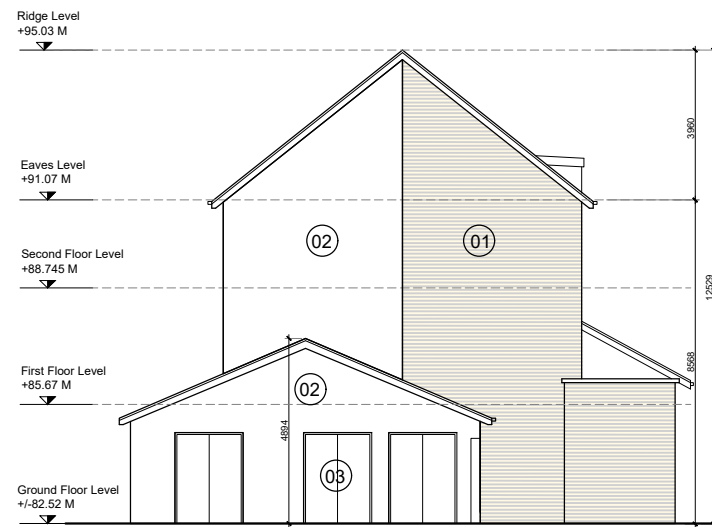 Ridge Level
+95.03 M
3960
Eaves Level
+91.07 M
02
01
Second Floor Level
+88.745 M
12529
8568
First Floor Level
+85.67 M
02
4894
03
Ground Floor Level
+/-82.52 M